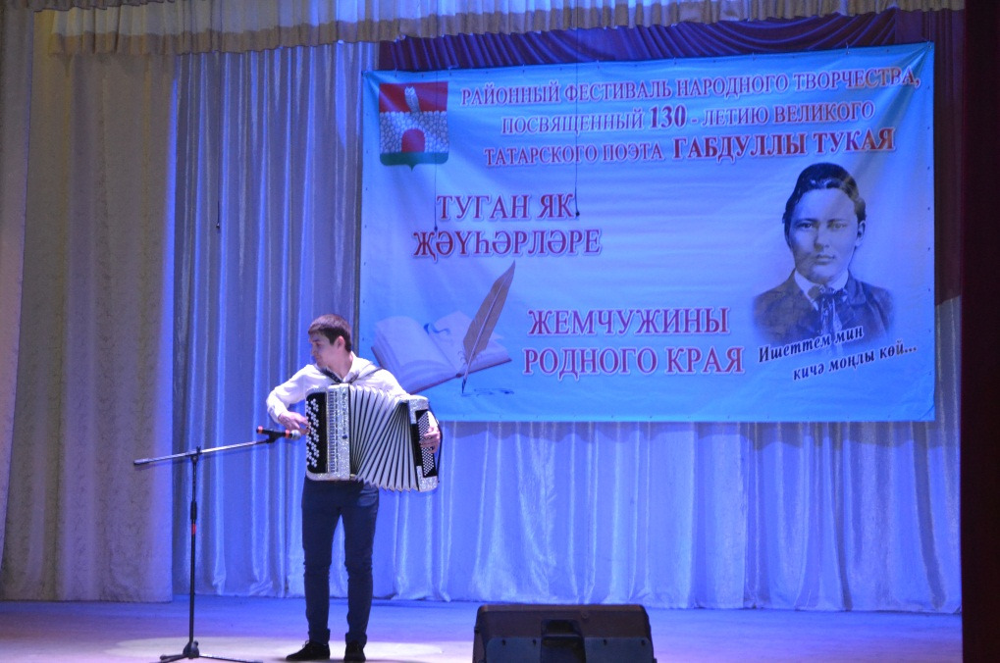 РАЙОННЫЙ ФЕСТИВАЛЬ НАРОДНОГО ТВОРЧЕСТВА,
ПОСВЯЩЕННЫЙ 130 - ЛЕТИЮ ВЕЛИКОГО
ТАТАРСКОГО ПОЭТА ГАБДУЛЛЫ ТУКАЯ
ТУГАН ЯК
ҖӘҮҺӘРЛӘРЕ
ЖЕМЧУЖИНЫ
РОДНОГО КРАЯ
Ишеттем мин
кичә моңлы көй...